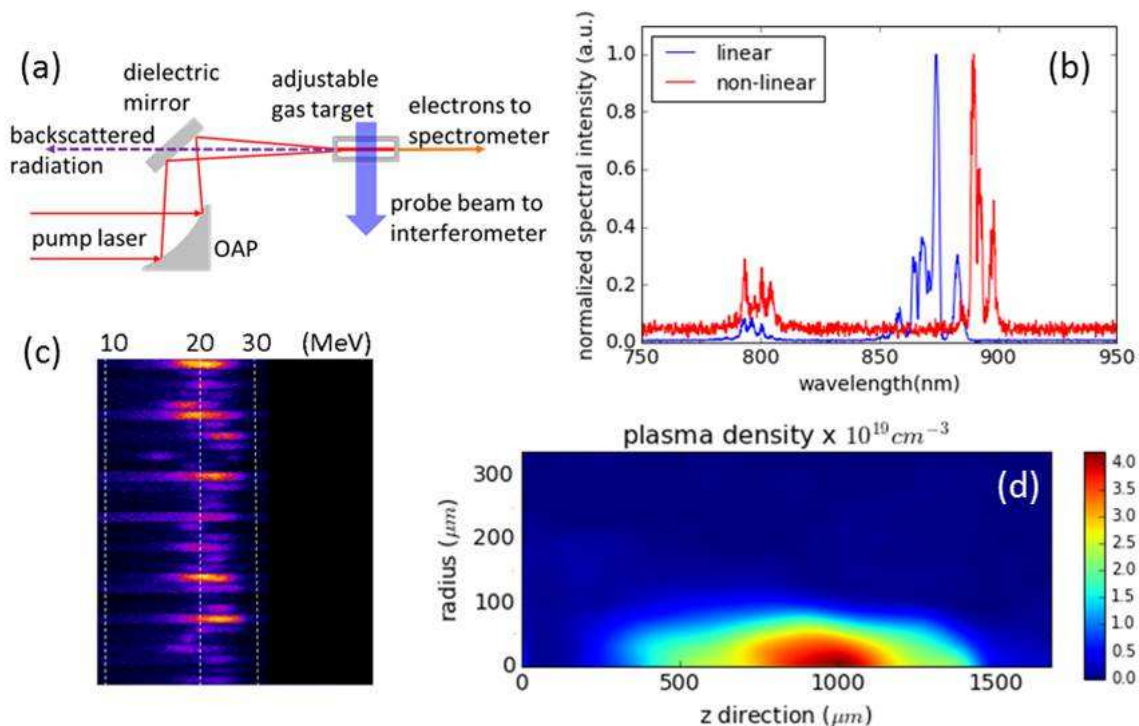 (a)
dielectric
mirror
adjustable
gas target
electrons to
spectrometer
backscattered
radiation
probe beam to
interferometer
pump laser
OAP
(b)
linear
non-linear
normalized spectral intensity (a.u.)
1.0
0.8
0.6
0.4
0.2
0.0
750 800 850 900 950
wavelength(nm)
(c)
10 20 30 (MeV)
plasma density x 10^{19}cm^{-3}
(d)
radius (μm)
300
200
100
0
0 500 1000 1500
z direction (μm)
4.0
3.5
3.0
2.5
2.0
1.5
1.0
0.5
0.0